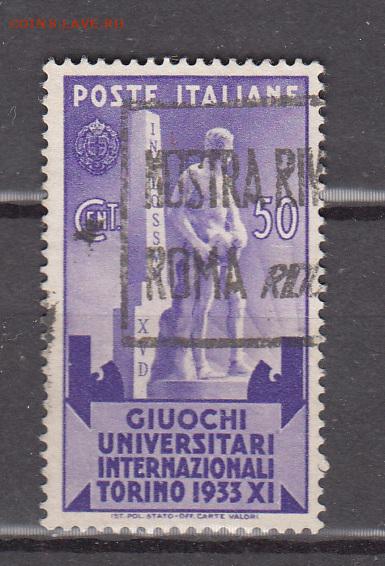 COINS.LAVE.RU
POSTE ITALIANE
CENT. 50
MOSTRA
ROMA
XVD
GIUOCHI
UNIVERSITARI
INTERNAZIONALI
TORINO 1933 XI
IST. POL. STATO-OFF. CARTE VALORI